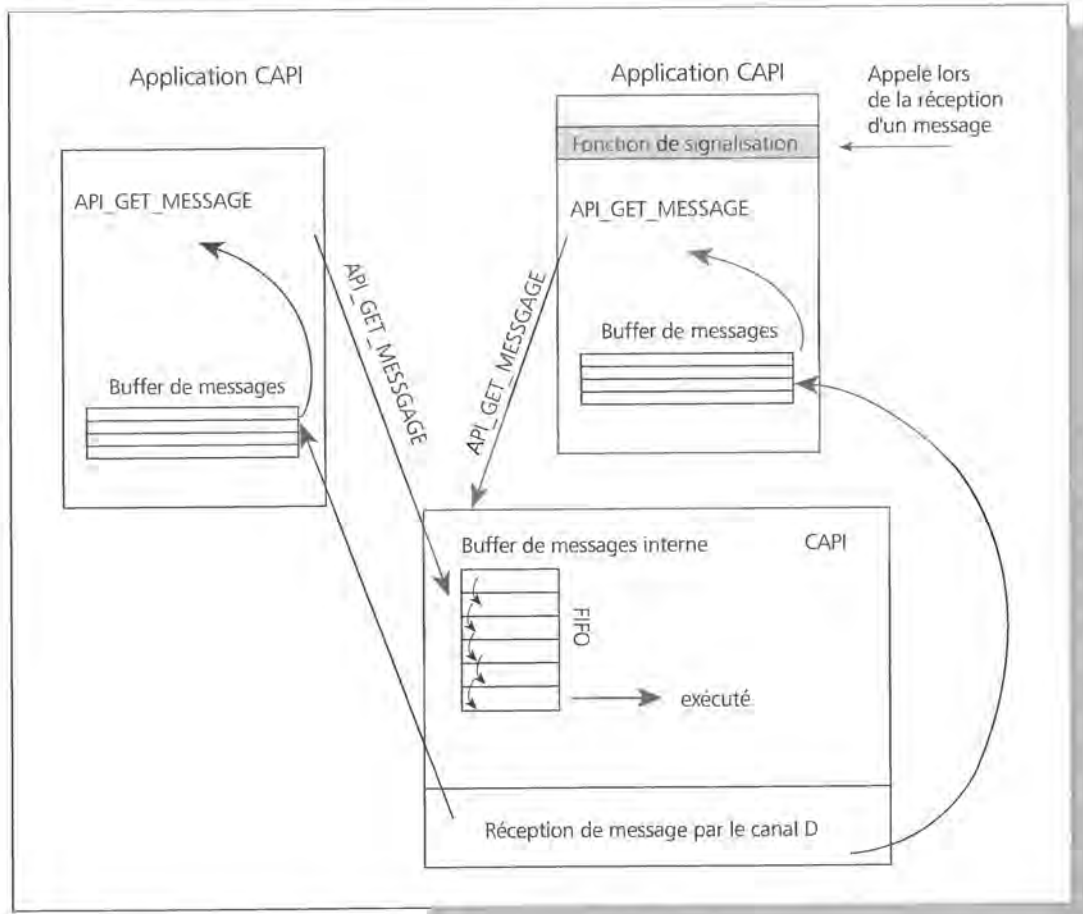 Application CAPI
API_GET_MESSAGE
Buffer de messages
API_GET_MESSGAGE
Application CAPI
Fonction de signalisation
API_GET_MESSAGE
Buffer de messages
Appele lors
de la réception
d'un message
API_GET_MESSGAGE
Buffer de messages interne
CAPI
FIFO
exécuté
Réception de message par le canal D